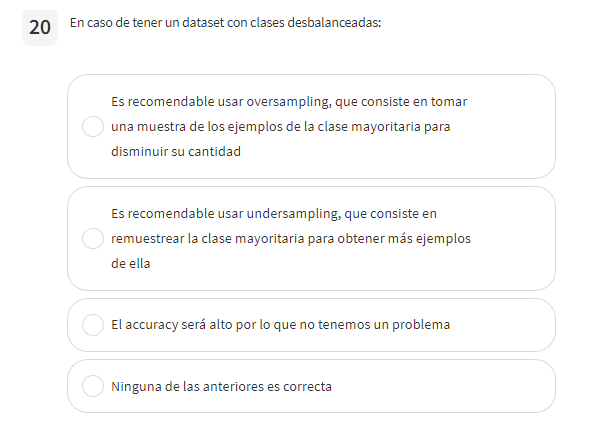 20
En caso de tener un dataset con clases desbalanceadas:
Es recomendable usar oversampling, que consiste en tomar
una muestra de los ejemplos de la clase mayoritaria para
disminuir su cantidad
Es recomendable usar undersampling, que consiste en
remuestrear la clase mayoritaria para obtener más ejemplos
de ella
El accuracy será alto por lo que no tenemos un problema
Ninguna de las anteriores es correcta